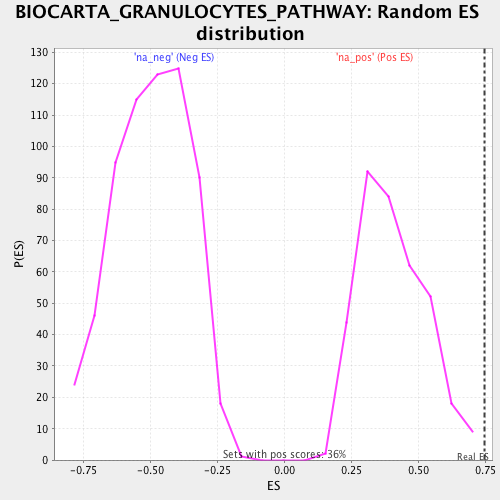 BIOCARTA_GRANULOCYTES_PATHWAY: Random ES
distribution
'na_neg' (Neg ES)
'na_pos' (Pos ES)
130
120
110
100
90
80
70
60
50
40
30
20
10
0
P(ES)
Sets with pos scores: 36%
Real ES
-0.75
-0.50
-0.25
0.00
0.25
0.50
0.75
ES